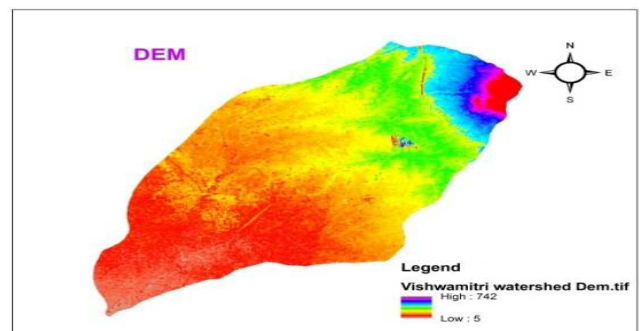 DEM
N
W E
S
Legend
Vishwamitri watershed Dem.tif
High : 742
Low : 5